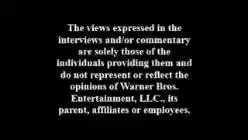 The views expressed in the
interviews and/or commentary
are solely those of the
individuals providing them and
do not represent or reflect the
opinions of Warner Bros.
Entertainment, LLC., its
parent, affiliates or employees.